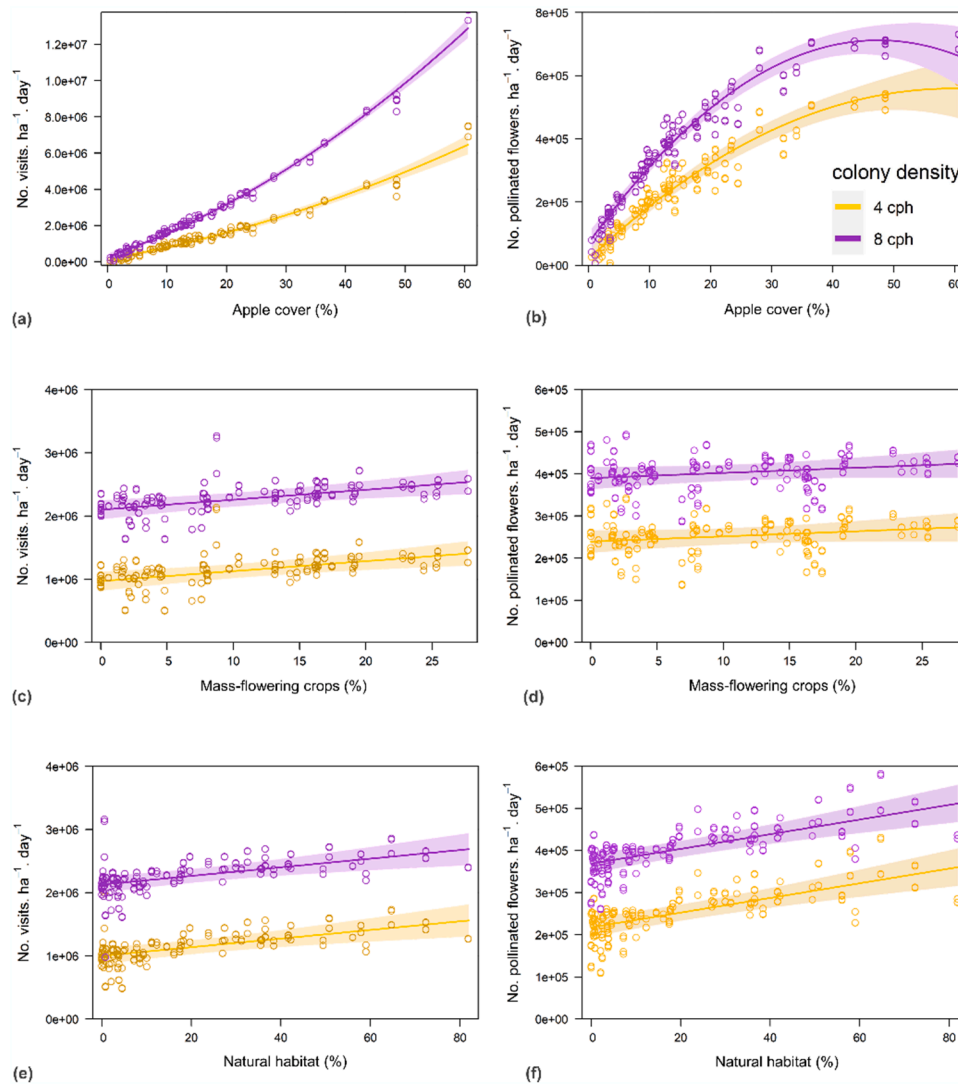 1.2e+07
1.0e+07
8.0e+06
6.0e+06
4.0e+06
2.0e+06
0.0e+00
No. visits. ha⁻¹. day⁻¹
0 10 20 30 40 50 60
Apple cover (%)
(a)
8e+05
6e+05
4e+05
2e+05
0e+00
No. pollinated flowers. ha⁻¹. day⁻¹
colony density
4 cph
8 cph
0 10 20 30 40 50 60
Apple cover (%)
(b)
4e+06
3e+06
2e+06
1e+06
0e+00
No. visits. ha⁻¹. day⁻¹
0 5 10 15 20 25
Mass-flowering crops (%)
(c)
6e+05
5e+05
4e+05
3e+05
2e+05
1e+05
0e+00
No. pollinated flowers. ha⁻¹. day⁻¹
0 5 10 15 20 25
Mass-flowering crops (%)
(d)
4e+06
3e+06
2e+06
1e+06
0e+00
No. visits. ha⁻¹. day⁻¹
0 20 40 60 80
Natural habitat (%)
(e)
6e+05
5e+05
4e+05
3e+05
2e+05
1e+05
0e+00
No. pollinated flowers. ha⁻¹. day⁻¹
0 20 40 60 80
Natural habitat (%)
(f)